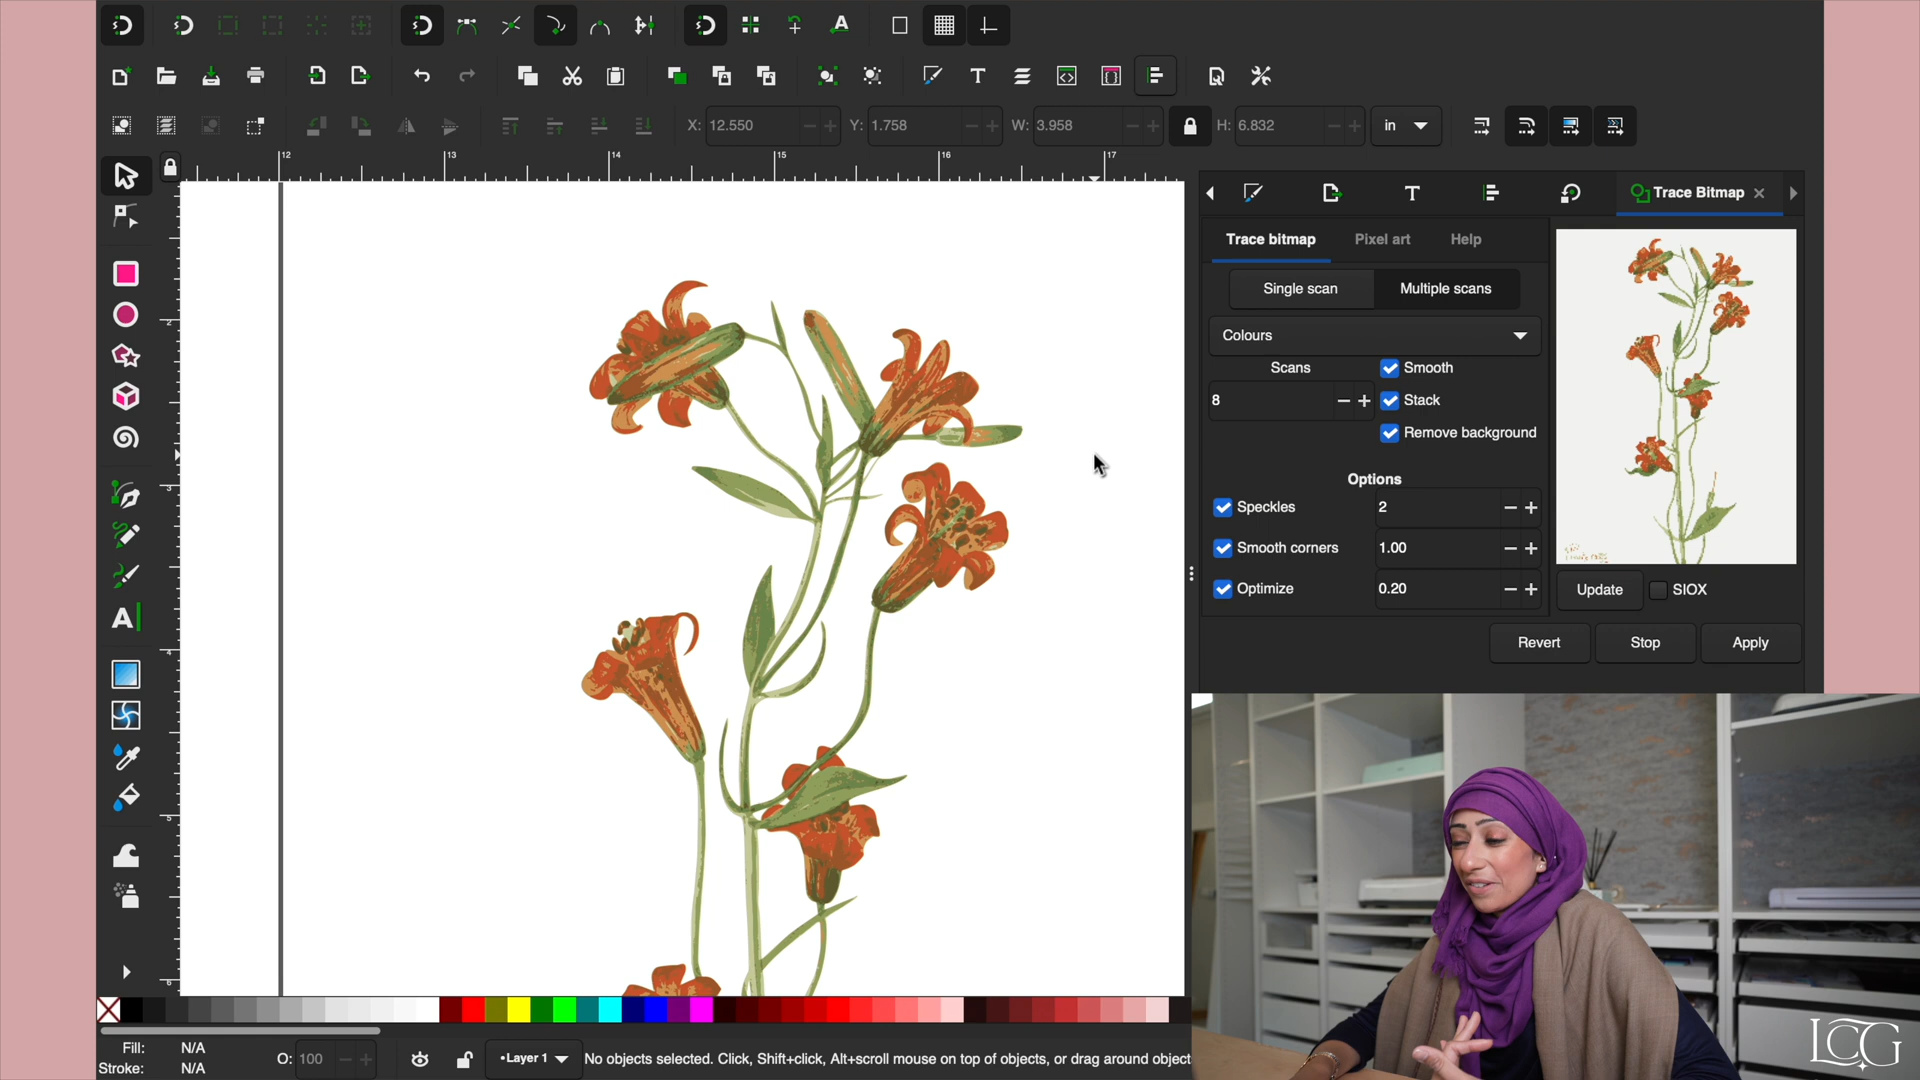 X: 12.550 Y: 1.758 W: 3.958 H: 6.832 in
12 13 14 15 16 17
Trace Bitmap
Trace bitmap Pixel art Help
Single scan Multiple scans
Colours
Scans Smooth
8 Stack
Remove background
Options
Speckles 2
Smooth corners 1.00
Optimize 0.20
Update SIOX
Revert Stop Apply
Fill: N/A
Stroke: N/A
O: 100
•Layer 1
No objects selected. Click, Shift+click, Alt+scroll mouse on top of objects, or drag around object
LCG